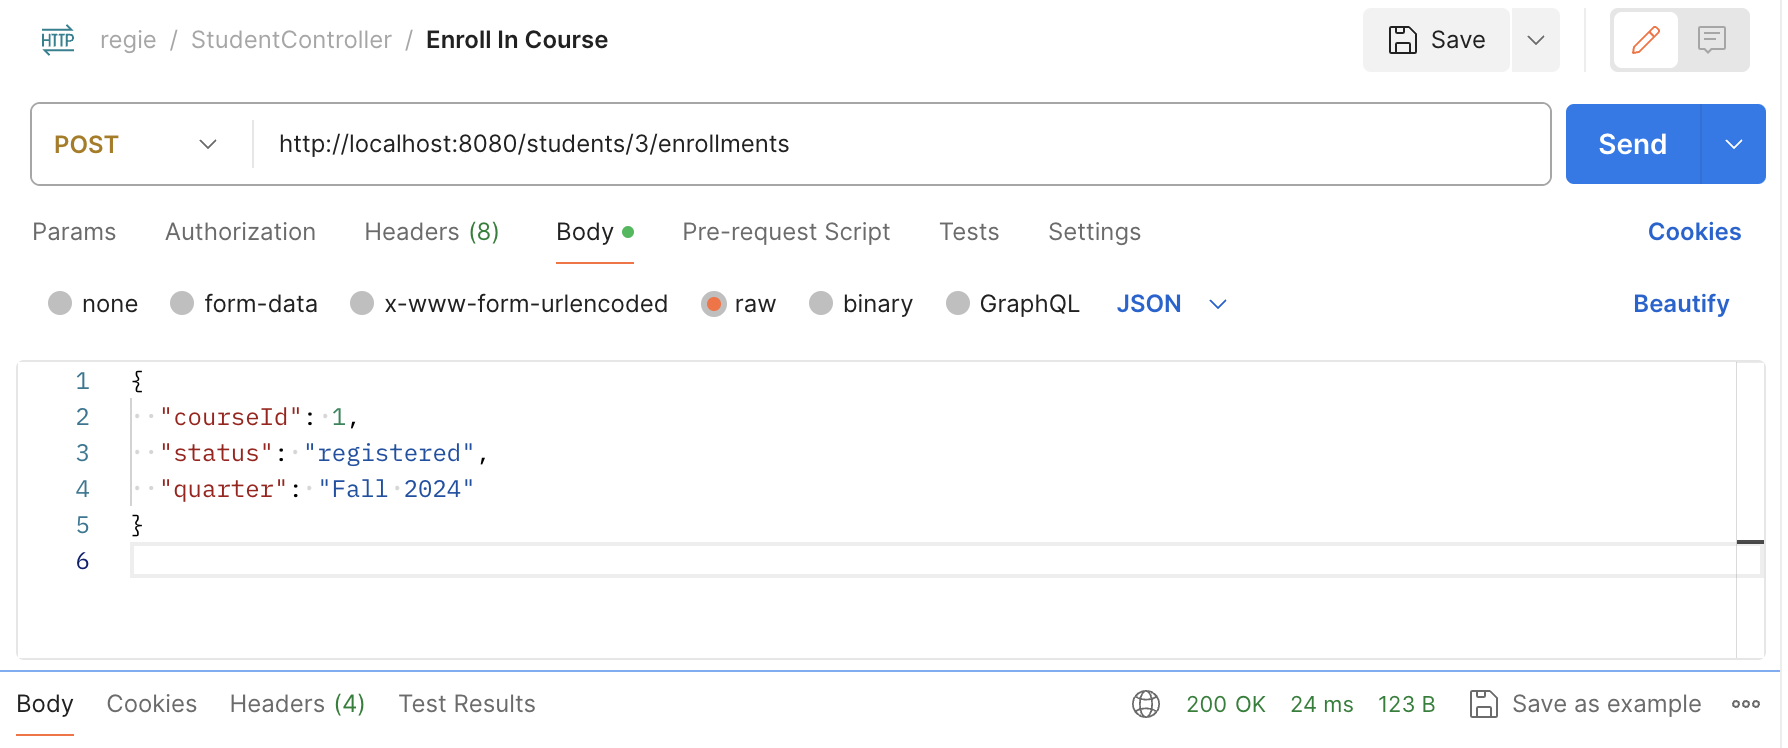 HTTP regie / StudentController / Enroll In Course Save
POST http://localhost:8080/students/3/enrollments Send
Params Authorization Headers (8) Body Pre-request Script Tests Settings Cookies
none form-data x-www-form-urlencoded raw binary GraphQL JSON Beautify
1 {
2 "courseId": 1,
3 "status": "registered",
4 "quarter": "Fall 2024"
5 }
6
Body Cookies Headers (4) Test Results 200 OK 24 ms 123 B Save as example